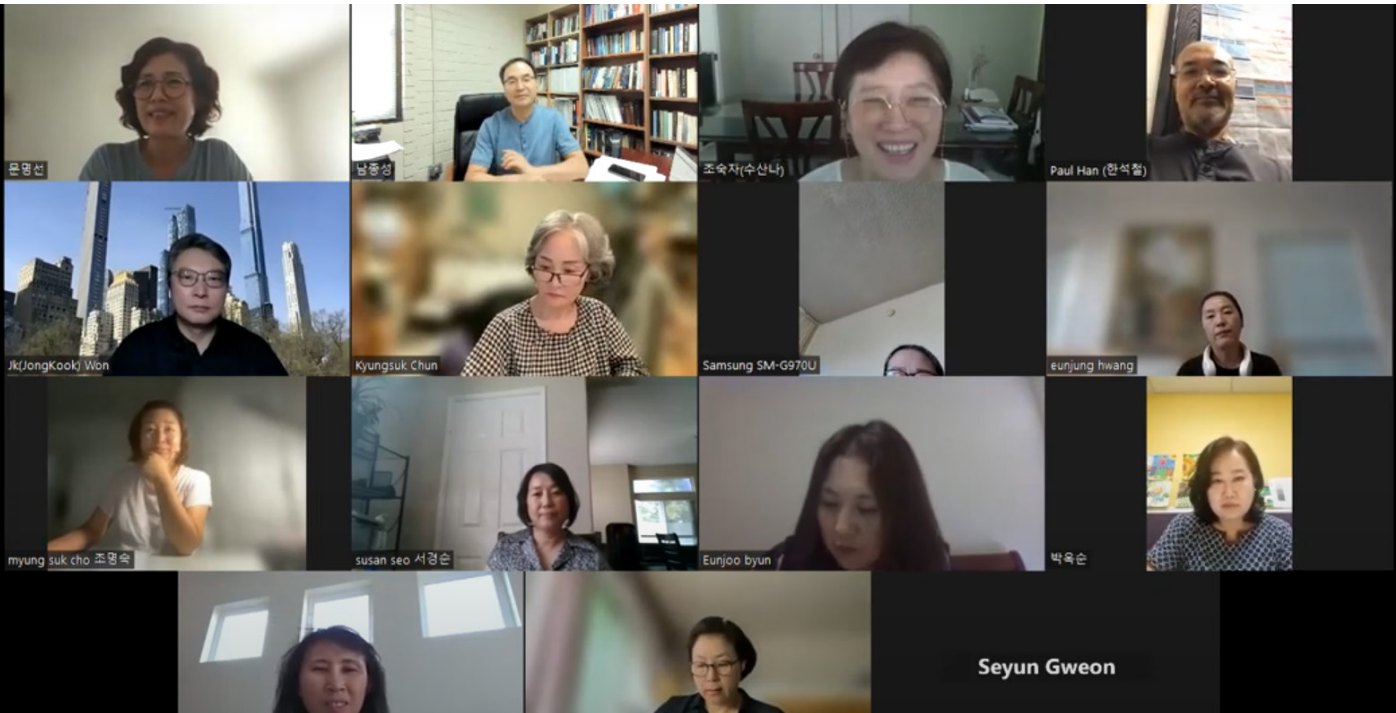 문명선
남종성
조숙자(수산나)
Paul Han (한석철)
Jk(JongKook) Won
Kyungsuk Chun
Samsung SM-G970U
eunjung hwang
myung suk cho 조명숙
susan seo 서경순
Eunjoo byun
박옥순
Seyun Gweon